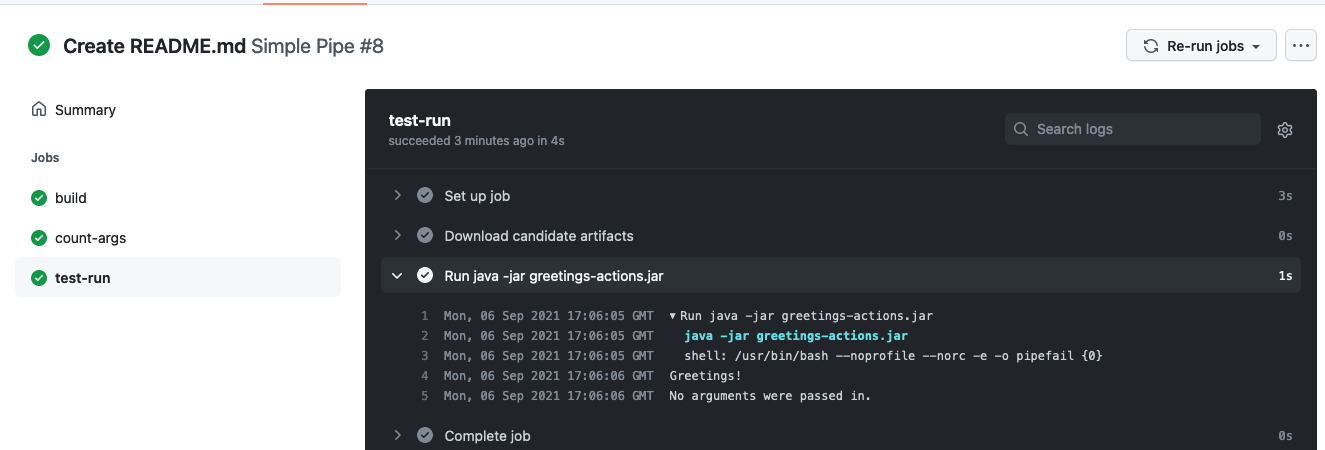 Create README.md Simple Pipe #8
Re-run jobs
Summary
Jobs
build
count-args
test-run
test-run
succeeded 3 minutes ago in 4s
Search logs
Set up job 3s
Download candidate artifacts 0s
Run java -jar greetings-actions.jar 1s
1 Mon, 06 Sep 2021 17:06:05 GMT Run java -jar greetings-actions.jar
2 Mon, 06 Sep 2021 17:06:05 GMT java -jar greetings-actions.jar
3 Mon, 06 Sep 2021 17:06:05 GMT shell: /usr/bin/bash --noprofile --norc -e -o pipefail {0}
4 Mon, 06 Sep 2021 17:06:06 GMT Greetings!
5 Mon, 06 Sep 2021 17:06:06 GMT No arguments were passed in.
Complete job 0s